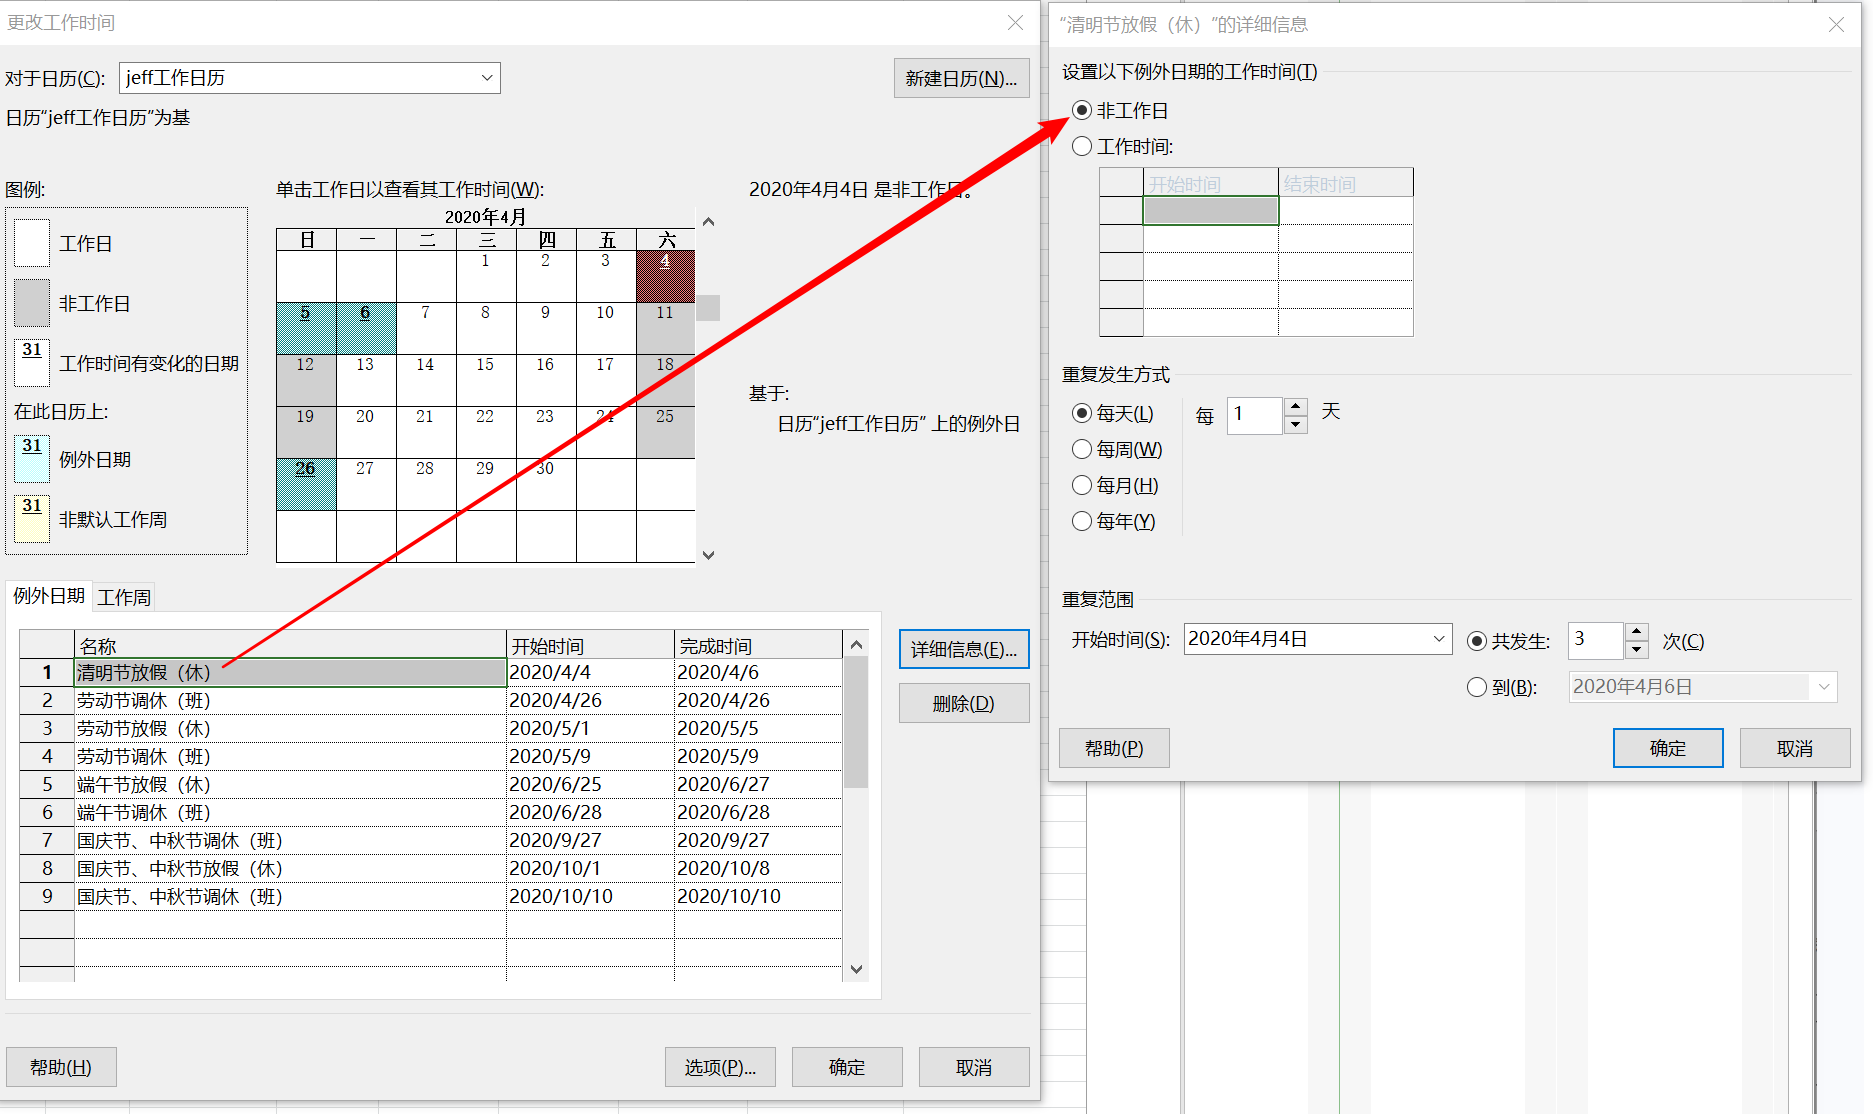 更改工作时间
对于日历(C): jeff工作日历 新建日历(N)...
日历“jeff工作日历”为基
图例:
工作日
非工作日
31 工作时间有变化的日期
在此日历上:
31 例外日期
31 非默认工作周
单击工作日以查看其工作时间(W):
2020年4月
日 一 二 三 四 五 六
1 2 3 4
5 6 7 8 9 10 11
12 13 14 15 16 17 18
19 20 21 22 23 24 25
26 27 28 29 30
2020年4月4日 是非工作日。
基于:
日历“jeff工作日历” 上的例外日
例外日期 工作周
名称 开始时间 完成时间
1 清明节放假（休） 2020/4/4 2020/4/6
2 劳动节调休（班） 2020/4/26 2020/4/26
3 劳动节放假（休） 2020/5/1 2020/5/5
4 劳动节调休（班） 2020/5/9 2020/5/9
5 端午节放假（休） 2020/6/25 2020/6/27
6 端午节调休（班） 2020/6/28 2020/6/28
7 国庆节、中秋节调休（班） 2020/9/27 2020/9/27
8 国庆节、中秋节放假（休） 2020/10/1 2020/10/8
9 国庆节、中秋节调休（班） 2020/10/10 2020/10/10
详细信息(E)...
删除(D)
帮助(H) 选项(P)... 确定 取消
“清明节放假（休）”的详细信息
设置以下例外日期的工作时间(T)
非工作日
工作时间:
开始时间 结束时间
重复发生方式
每天(L) 每 1 天
每周(W)
每月(H)
每年(Y)
重复范围
开始时间(S): 2020年4月4日 共发生: 3 次(C)
到(B): 2020年4月6日
帮助(P) 确定 取消